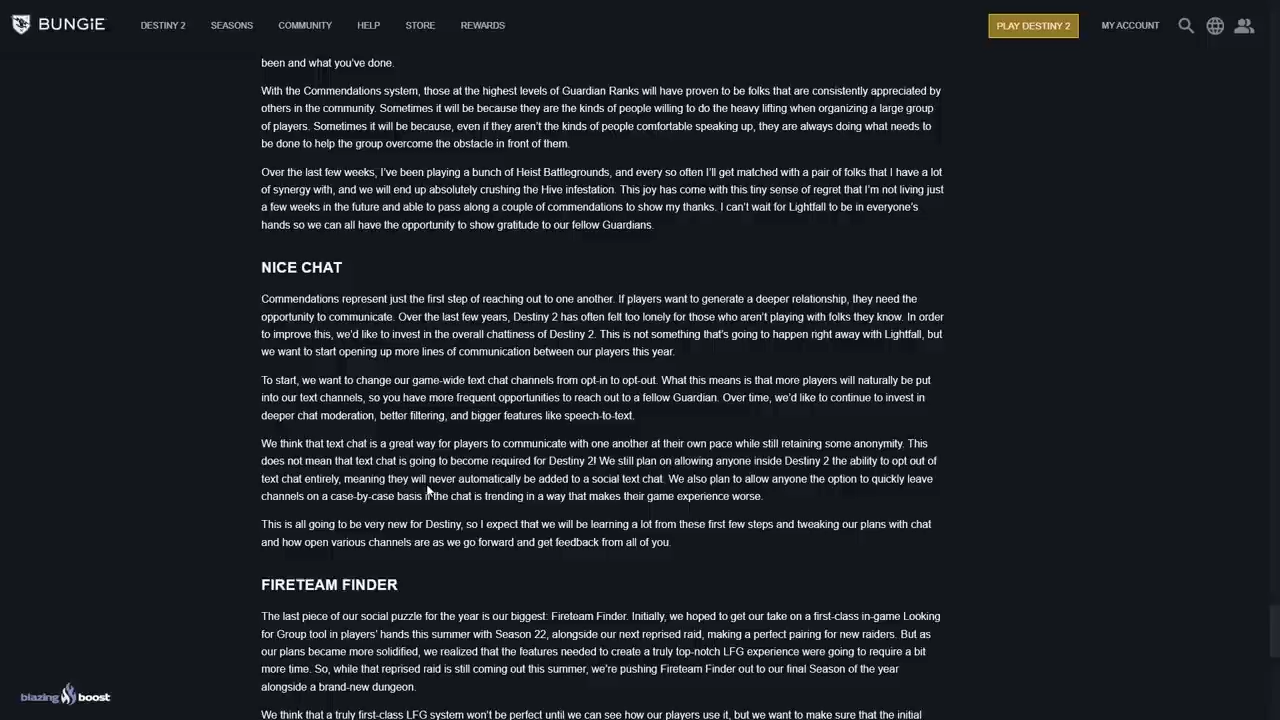 BUNGIE
DESTINY 2
SEASONS
COMMUNITY
HELP
STORE
REWARDS
PLAY DESTINY 2
MY ACCOUNT
been and what you've done.
With the Commendations system, those at the highest levels of Guardian Ranks will have proven to be folks that are consistently appreciated by
others in the community. Sometimes it will be because they are the kinds of people willing to do the heavy lifting when organizing a large group
of players. Sometimes it will be because, even if they aren't the kinds of people comfortable speaking up, they are always doing what needs to
be done to help the group overcome the obstacle in front of them.
Over the last few weeks, I've been playing a bunch of Heist Battlegrounds, and every so often I'll get matched with a pair of folks that I have a lot
of synergy with, and we will end up absolutely crushing the Hive infestation. This joy has come with this tiny sense of regret that I'm not living just
a few weeks in the future and able to pass along a couple of commendations to show my thanks. I can't wait for Lightfall to be in everyone's
hands so we can all have the opportunity to show gratitude to our fellow Guardians.
NICE CHAT
Commendations represent just the first step of reaching out to one another. If players want to generate a deeper relationship, they need the
opportunity to communicate. Over the last few years, Destiny 2 has often felt too lonely for those who aren't playing with folks they know. In order
to improve this, we'd like to invest in the overall chattiness of Destiny 2. This is not something that's going to happen right away with Lightfall, but
we want to start opening up more lines of communication between our players this year.
To start, we want to change our game-wide text chat channels from opt-in to opt-out. What this means is that more players will naturally be put
into our text channels, so you have more frequent opportunities to reach out to a fellow Guardian. Over time, we'd like to continue to invest in
deeper chat moderation, better filtering, and bigger features like speech-to-text.
We think that text chat is a great way for players to communicate with one another at their own pace while still retaining some anonymity. This
does not mean that text chat is going to become required for Destiny 2! We still plan on allowing anyone inside Destiny 2 the ability to opt out of
text chat entirely, meaning they will never automatically be added to a social text chat. We also plan to allow anyone the option to quickly leave
channels on a case-by-case basis if the chat is trending in a way that makes their game experience worse.
This is all going to be very new for Destiny, so I expect that we will be learning a lot from these first few steps and tweaking our plans with chat
and how open various channels are as we go forward and get feedback from all of you.
FIRETEAM FINDER
The last piece of our social puzzle for the year is our biggest: Fireteam Finder. Initially, we hoped to get our take on a first-class in-game Looking
for Group tool in players' hands this summer with Season 22, alongside our next reprised raid, making a perfect pairing for new raiders. But as
our plans became more solidified, we realized that the features needed to create a truly top-notch LFG experience were going to require a bit
more time. So, while that reprised raid is still coming out this summer, we're pushing Fireteam Finder out to our final Season of the year
alongside a brand-new dungeon.
We think that a truly first-class LFG system won't be perfect until we can see how our players use it, but we want to make sure that the initial
blazing boost